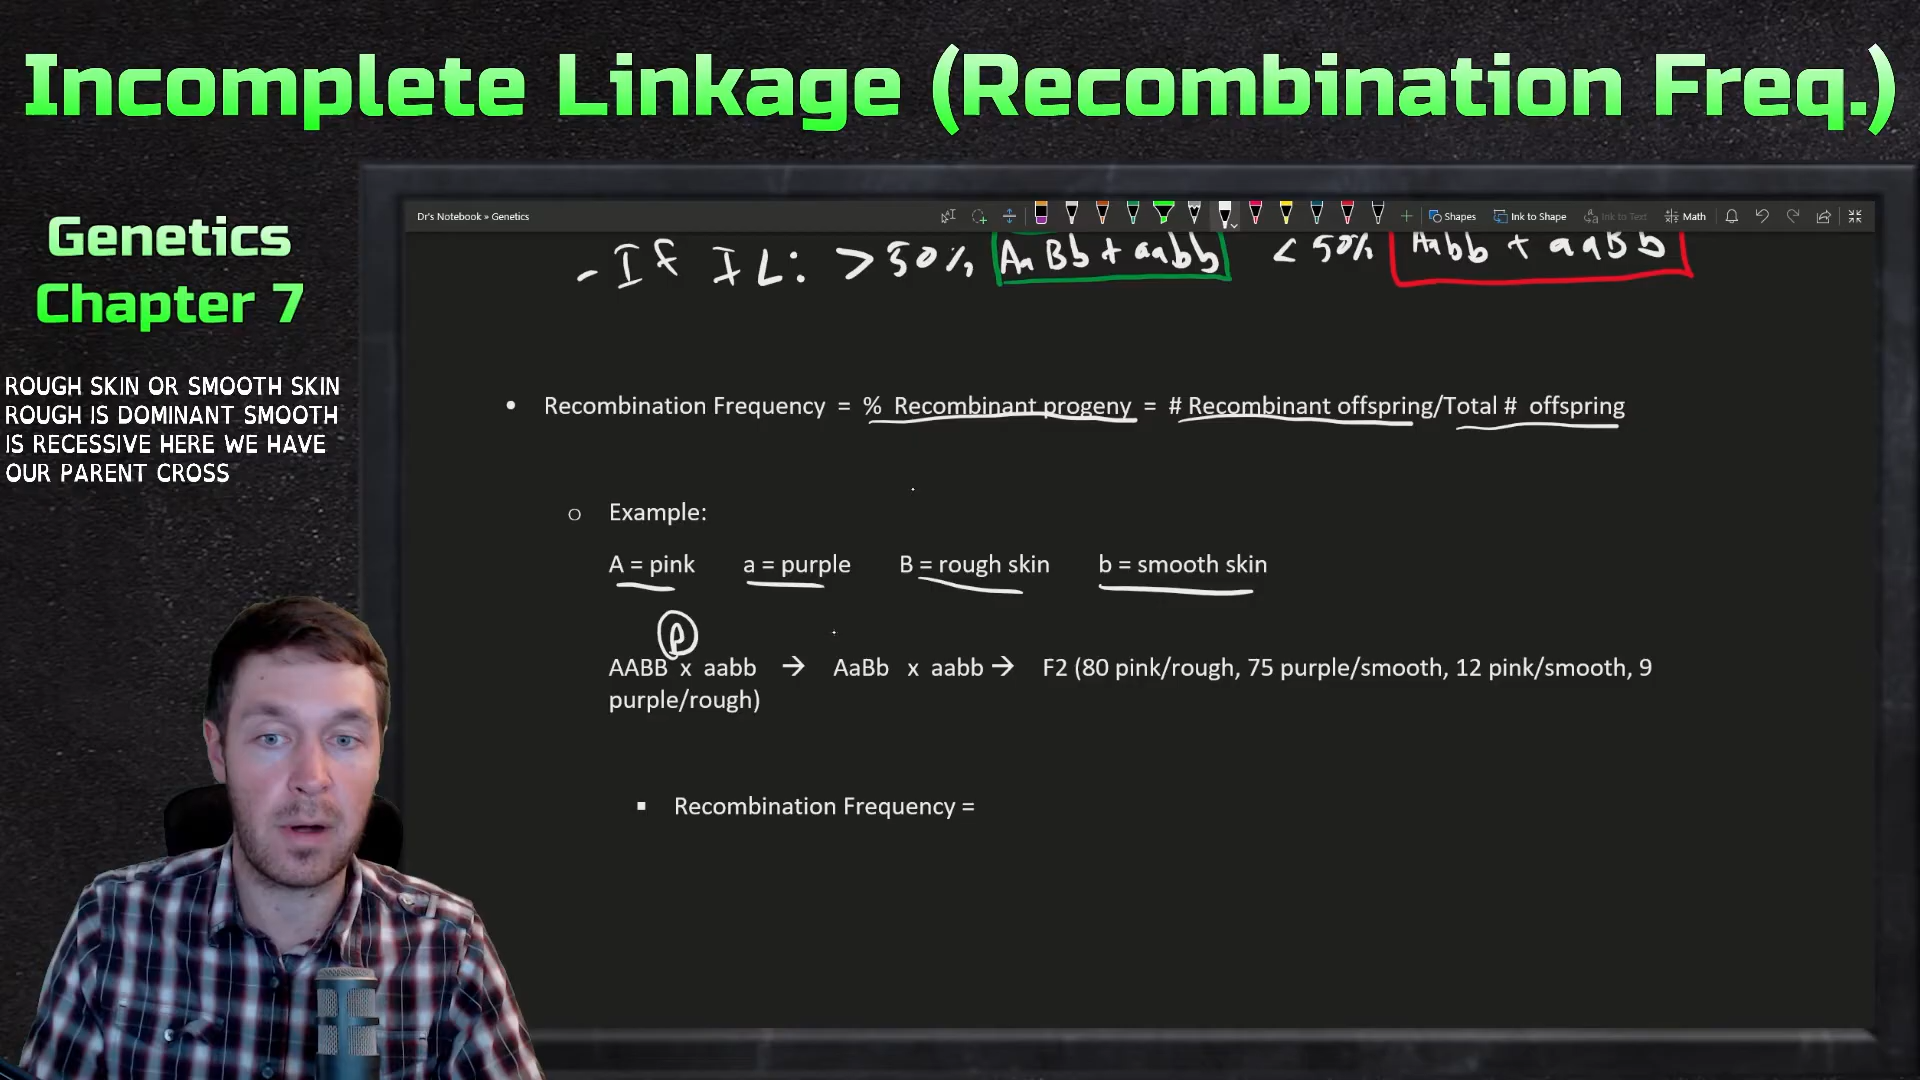 Incomplete Linkage (Recombination Freq.)
Genetics
Chapter 7
ROUGH SKIN OR SMOOTH SKIN
ROUGH IS DOMINANT SMOOTH
IS RECESSIVE HERE WE HAVE
OUR PARENT CROSS
Dr's Notebook » Genetics
Shapes
Ink to Shape
Ink to Text
Math
- If IL: >50% AaBb + aabb <50% Aabb + aaBb
• Recombination Frequency = % Recombinant progeny = # Recombinant offspring/Total # offspring
o Example:
A = pink a = purple B = rough skin b = smooth skin
P
AABB x aabb → AaBb x aabb → F2 (80 pink/rough, 75 purple/smooth, 12 pink/smooth, 9
purple/rough)
▪ Recombination Frequency =